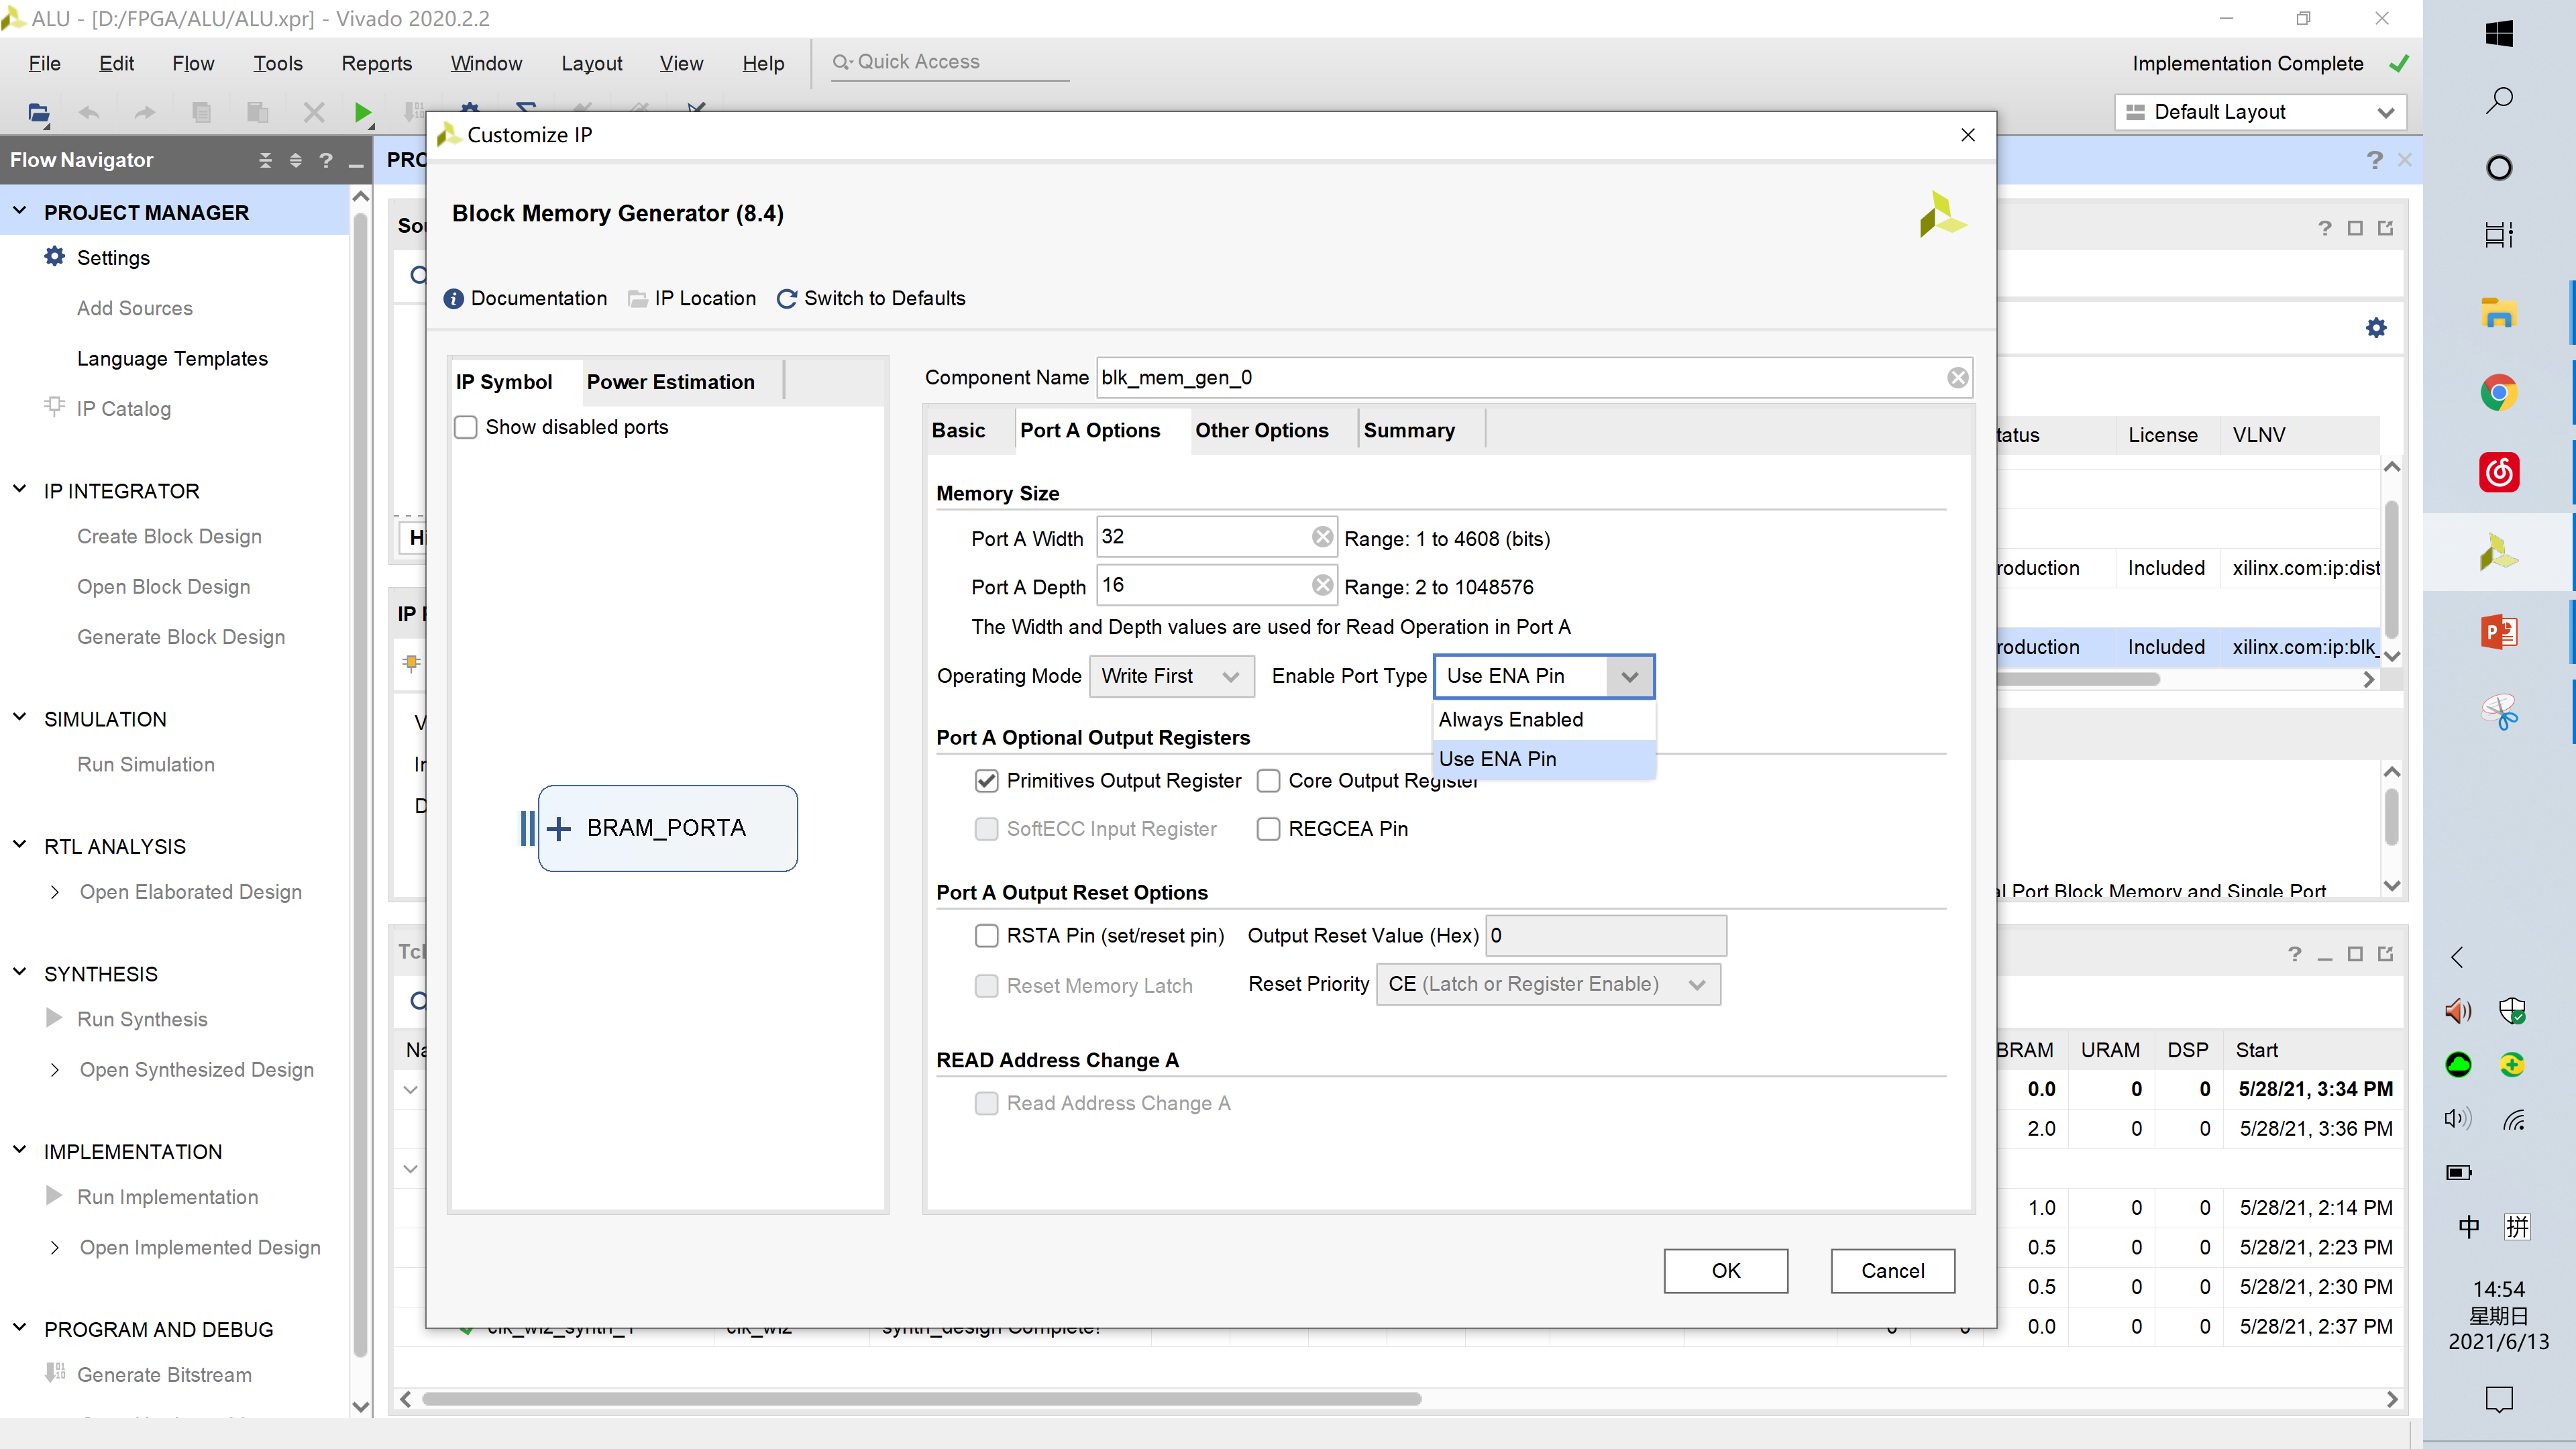 ALU - [D:/FPGA/ALU/ALU.xpr] - Vivado 2020.2.2
File Edit Flow Tools Reports Window Layout View Help Quick Access
Implementation Complete
Default Layout
Flow Navigator
PROJECT MANAGER
Settings
Add Sources
Language Templates
IP Catalog
IP INTEGRATOR
Create Block Design
Open Block Design
Generate Block Design
SIMULATION
Run Simulation
RTL ANALYSIS
Open Elaborated Design
SYNTHESIS
Run Synthesis
Open Synthesized Design
IMPLEMENTATION
Run Implementation
Open Implemented Design
PROGRAM AND DEBUG
Generate Bitstream
Customize IP
Block Memory Generator (8.4)
Documentation IP Location Switch to Defaults
IP Symbol Power Estimation
Show disabled ports
BRAM_PORTA
Component Name blk_mem_gen_0
Basic Port A Options Other Options Summary
Memory Size
Port A Width 32 Range: 1 to 4608 (bits)
Port A Depth 16 Range: 2 to 1048576
The Width and Depth values are used for Read Operation in Port A
Operating Mode Write First Enable Port Type Use ENA Pin
Always Enabled
Use ENA Pin
Port A Optional Output Registers
Primitives Output Register Core Output Register
SoftECC Input Register REGCEA Pin
Port A Output Reset Options
RSTA Pin (set/reset pin) Output Reset Value (Hex) 0
Reset Memory Latch Reset Priority CE (Latch or Register Enable)
READ Address Change A
Read Address Change A
OK Cancel
License VLNV
roduction Included xilinx.com:ip:dist
roduction Included xilinx.com:ip:blk_
al Port Block Memory and Single Port
BRAM URAM DSP Start
0.0 0 0 5/28/21, 3:34 PM
2.0 0 0 5/28/21, 3:36 PM
1.0 0 0 5/28/21, 2:14 PM
0.5 0 0 5/28/21, 2:23 PM
0.5 0 0 5/28/21, 2:30 PM
clk_wiz_synth_1 clk_wiz synth_design Complete! 0 0 0.0 0 0 5/28/21, 2:37 PM
中 拼
14:54
星期日
2021/6/13